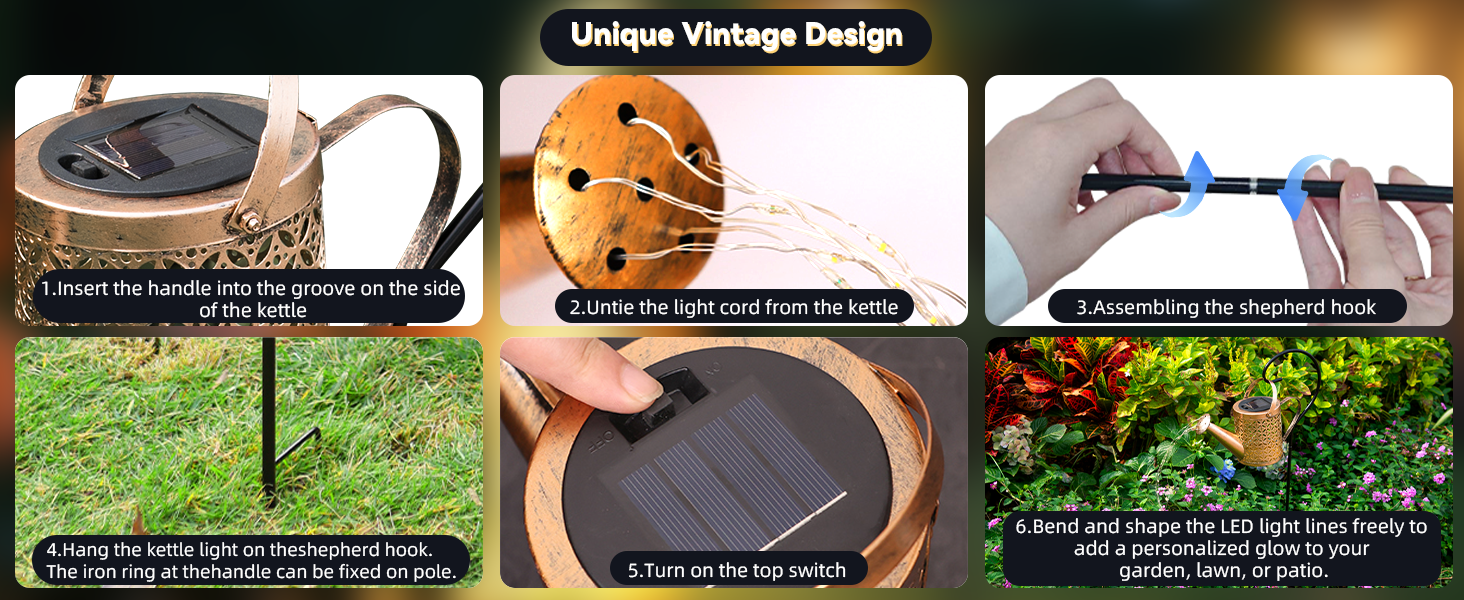 Unique Vintage Design
1.Insert the handle into the groove on the side
of the kettle
2.Untie the light cord from the kettle
3.Assembling the shepherd hook
4.Hang the kettle light on theshepherd hook.
The iron ring at thehandle can be fixed on pole.
ON
OFF
5.Turn on the top switch
6.Bend and shape the LED light lines freely to
add a personalized glow to your
garden, lawn, or patio.